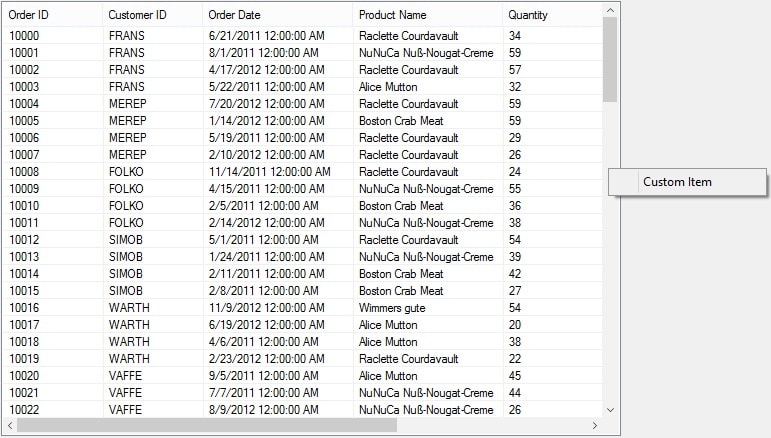 Order ID Customer ID Order Date Product Name Quantity
10000 FRANS 6/21/2011 12:00:00 AM Raclette Courdavault 34
10001 FRANS 8/1/2011 12:00:00 AM NuNuCa Nuß-Nougat-Creme 59
10002 FRANS 4/17/2012 12:00:00 AM Raclette Courdavault 57
10003 FRANS 5/22/2011 12:00:00 AM Alice Mutton 32
10004 MEREP 7/20/2012 12:00:00 AM Raclette Courdavault 59
10005 MEREP 1/14/2012 12:00:00 AM Boston Crab Meat 59
10006 MEREP 5/19/2011 12:00:00 AM Raclette Courdavault 29
10007 MEREP 2/10/2012 12:00:00 AM Raclette Courdavault 26
10008 FOLKO 11/14/2011 12:00:00 AM Raclette Courdavault 24
10009 FOLKO 4/15/2011 12:00:00 AM NuNuCa Nuß-Nougat-Creme 55
Custom Item
10010 FOLKO 2/5/2011 12:00:00 AM Boston Crab Meat 36
10011 FOLKO 2/14/2012 12:00:00 AM NuNuCa Nuß-Nougat-Creme 38
10012 SIMOB 5/1/2011 12:00:00 AM Raclette Courdavault 54
10013 SIMOB 1/24/2011 12:00:00 AM NuNuCa Nuß-Nougat-Creme 39
10014 SIMOB 2/11/2011 12:00:00 AM Boston Crab Meat 42
10015 SIMOB 2/8/2011 12:00:00 AM Boston Crab Meat 27
10016 WARTH 11/9/2012 12:00:00 AM Wimmers gute 54
10017 WARTH 6/19/2012 12:00:00 AM Alice Mutton 20
10018 WARTH 4/6/2011 12:00:00 AM Alice Mutton 38
10019 WARTH 2/23/2012 12:00:00 AM Raclette Courdavault 22
10020 VAFFE 9/5/2011 12:00:00 AM Alice Mutton 45
10021 VAFFE 7/7/2011 12:00:00 AM NuNuCa Nuß-Nougat-Creme 44
10022 VAFFE 8/9/2012 12:00:00 AM NuNuCa Nuß-Nougat-Creme 26